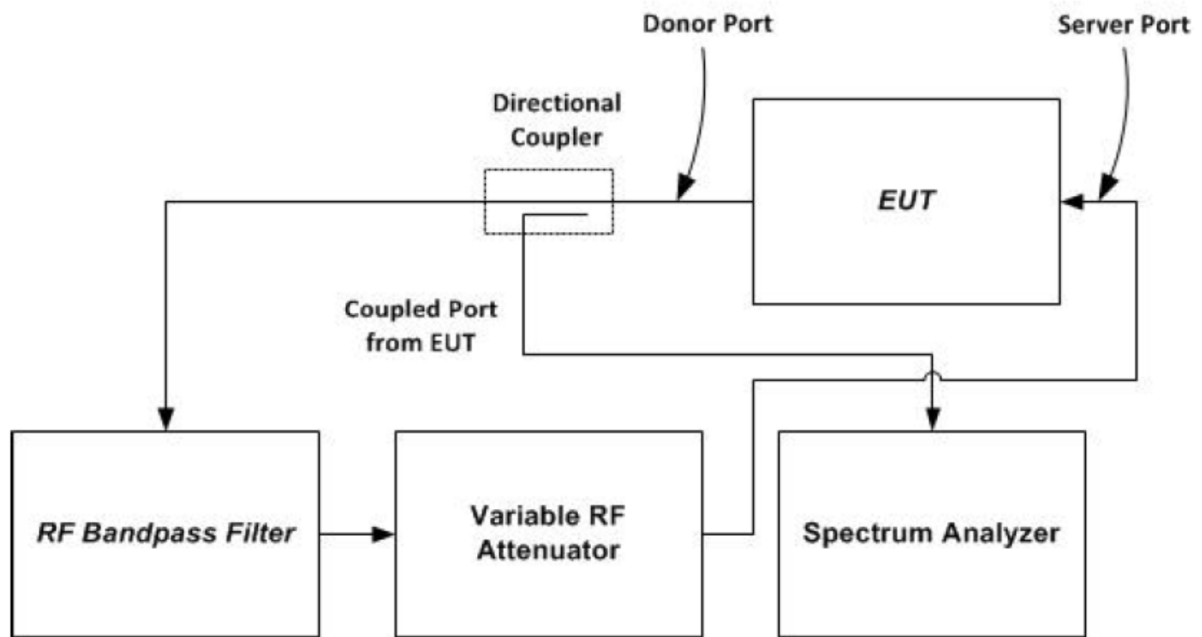 Donor Port
Server Port
Directional
Coupler
EUT
Coupled Port
from EUT
RF Bandpass Filter
Variable RF
Attenuator
Spectrum Analyzer